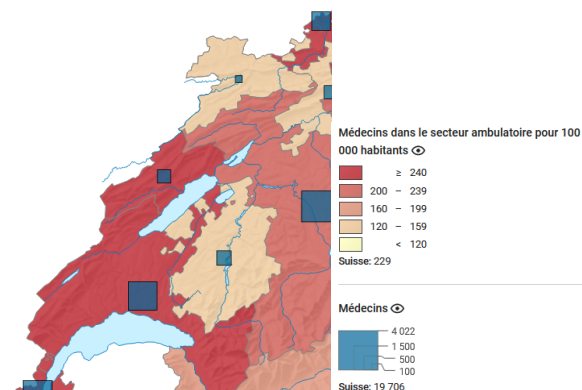 Médecins dans le secteur ambulatoire pour 100
000 habitants
≥ 240
200 – 239
160 – 199
120 – 159
< 120
Suisse: 229
Médecins
4 022
1 500
500
100
Suisse: 19 706